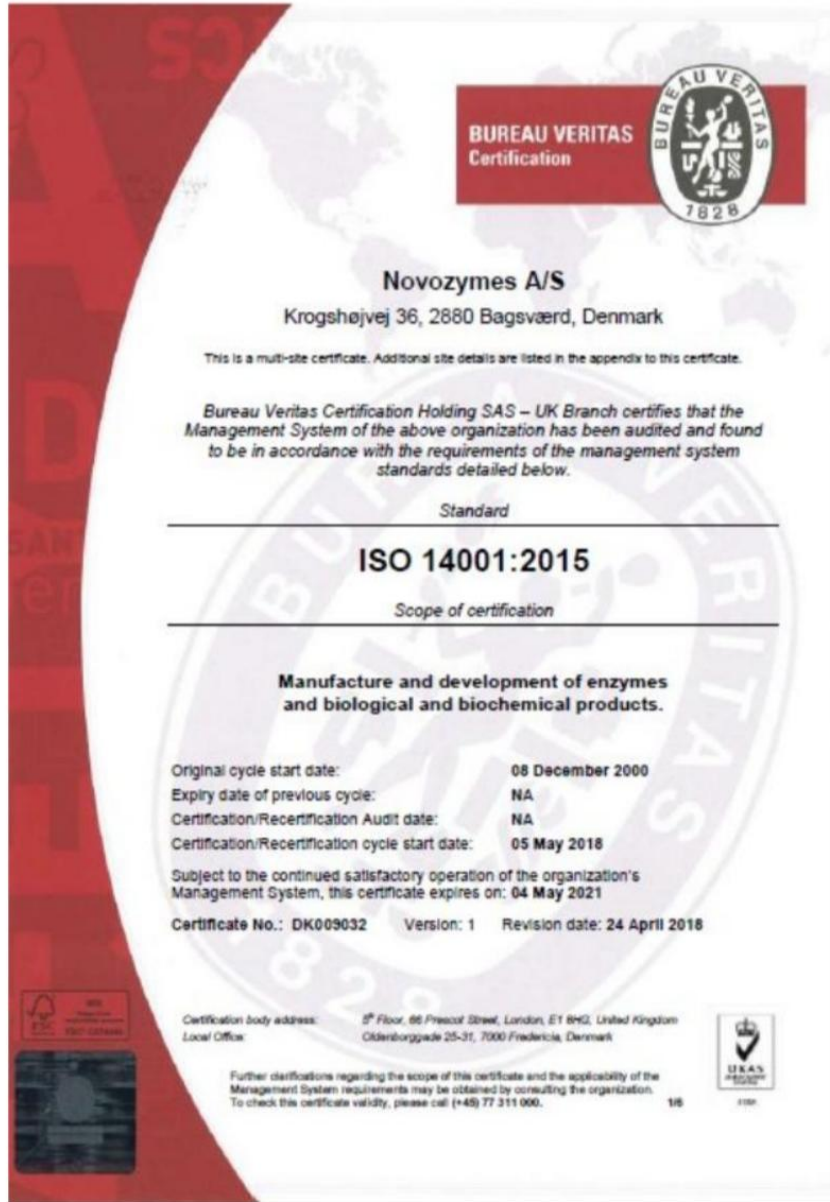 BUREAU VERITAS
Certification
BUREAU VERITAS
1828
Novozymes A/S
Krogshøjvej 36, 2880 Bagsværd, Denmark
This is a multi-site certificate. Additional site details are listed in the appendix to this certificate.
Bureau Veritas Certification Holding SAS – UK Branch certifies that the
Management System of the above organization has been audited and found
to be in accordance with the requirements of the management system
standards detailed below.
Standard
ISO 14001:2015
Scope of certification
Manufacture and development of enzymes
and biological and biochemical products.
Original cycle start date: 08 December 2000
Expiry date of previous cycle: NA
Certification/Recertification Audit date: NA
Certification/Recertification cycle start date: 05 May 2018
Subject to the continued satisfactory operation of the organization's
Management System, this certificate expires on: 04 May 2021
Certificate No.: DK009032 Version: 1 Revision date: 24 April 2018
Certification body address: 5th Floor, 66 Prescot Street, London, E1 8HG, United Kingdom
Local Office: Oldenborggade 25-31, 7000 Fredericia, Denmark
Further clarifications regarding the scope of this certificate and the applicability of the
Management System requirements may be obtained by consulting the organization.
To check this certificate validity, please call (+45) 77 311 000.
1/6
UKAS
FSC
BUREAU VERITAS
1828